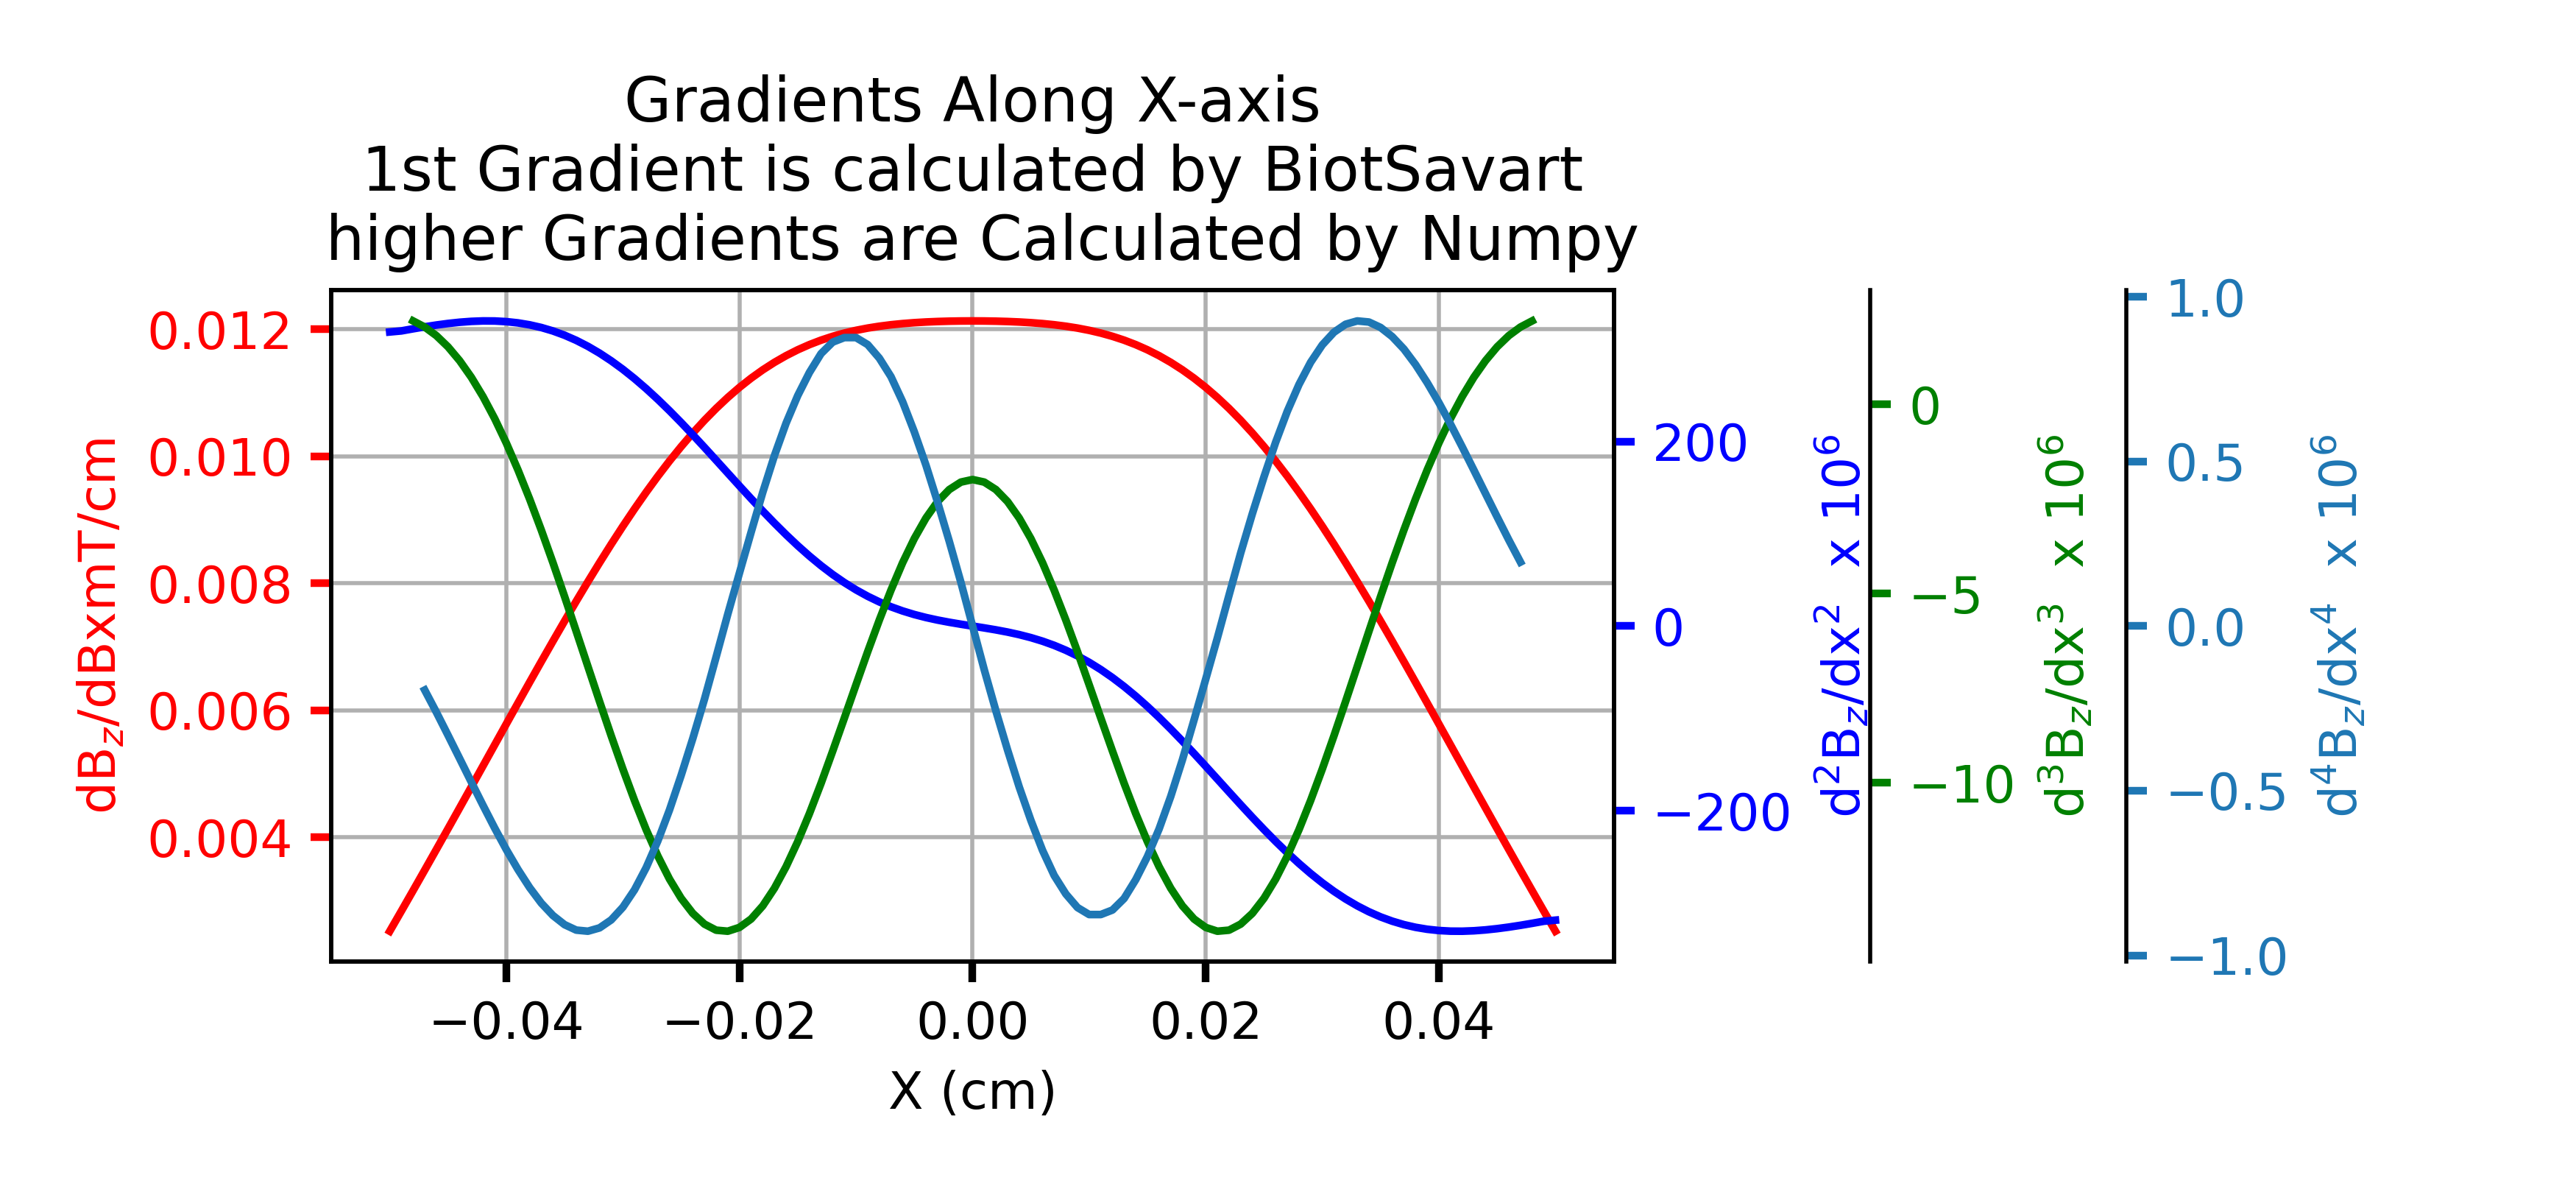 Gradients Along X-axis
1st Gradient is calculated by BiotSavart
higher Gradients are Calculated by Numpy
dB_z/dBxmT/cm
0.012
0.010
0.008
0.006
0.004
−0.04 −0.02 0.00 0.02 0.04
X (cm)
200
0
−200
d²B_z/dx² x 10⁶
0
−5
−10
d³B_z/dx³ x 10⁶
1.0
0.5
0.0
−0.5
−1.0
d⁴B_z/dx⁴ x 10⁶